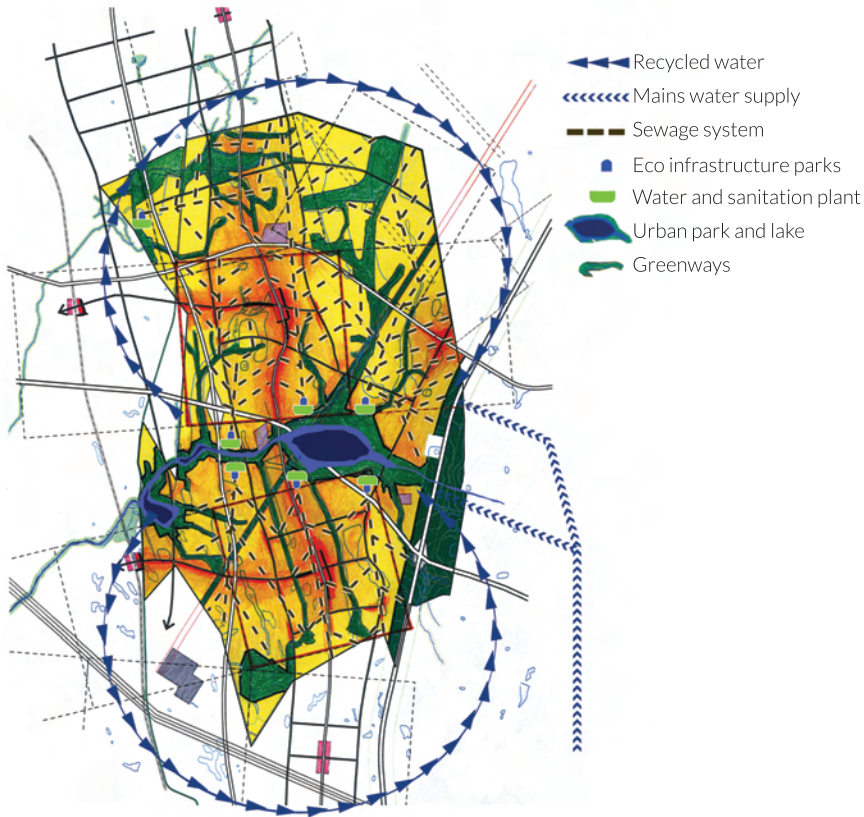 Recycled water
Mains water supply
Sewage system
Eco infrastructure parks
Water and sanitation plant
Urban park and lake
Greenways